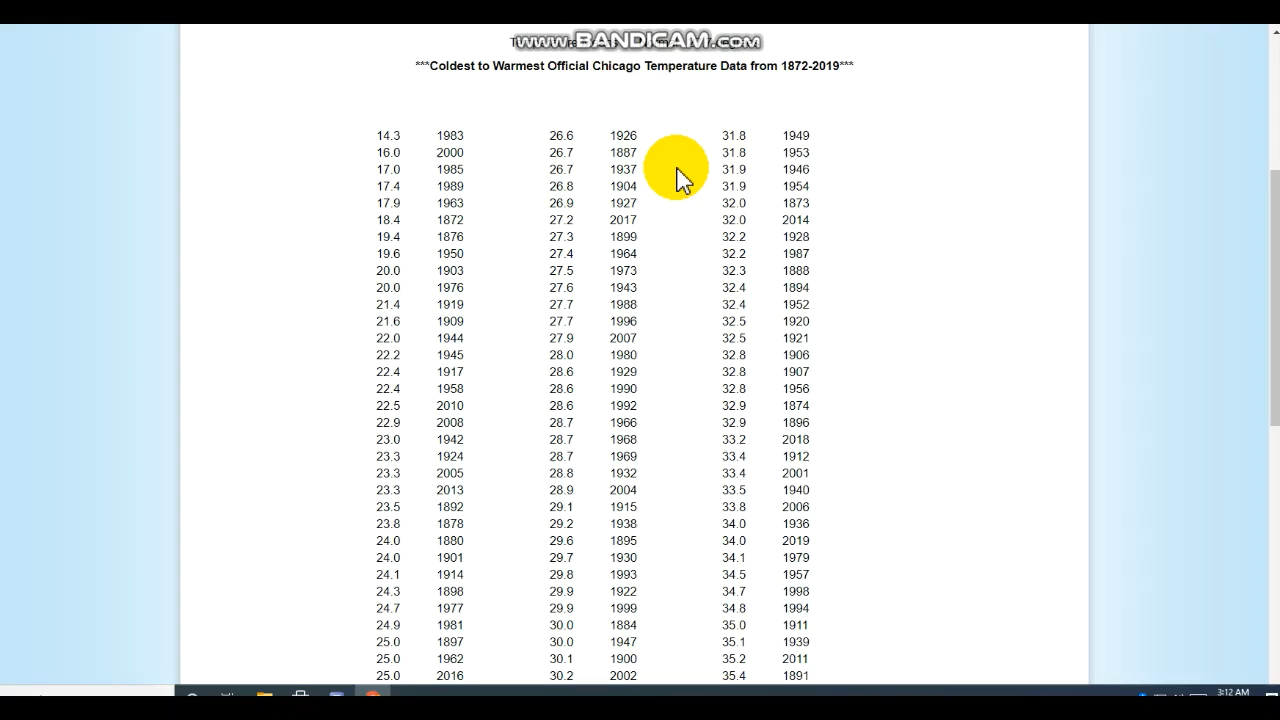 www.BANDICAM.com
***Coldest to Warmest Official Chicago Temperature Data from 1872-2019***
14.3 1983 26.6 1926 31.8 1949
16.0 2000 26.7 1887 31.8 1953
17.0 1985 26.7 1937 31.9 1946
17.4 1989 26.8 1904 31.9 1954
17.9 1963 26.9 1927 32.0 1873
18.4 1872 27.2 2017 32.0 2014
19.4 1876 27.3 1899 32.2 1928
19.6 1950 27.4 1964 32.2 1987
20.0 1903 27.5 1973 32.3 1888
20.0 1976 27.6 1943 32.4 1894
21.4 1919 27.7 1988 32.4 1952
21.6 1909 27.7 1996 32.5 1920
22.0 1944 27.9 2007 32.5 1921
22.2 1945 28.0 1980 32.8 1906
22.4 1917 28.6 1929 32.8 1907
22.4 1958 28.6 1990 32.8 1956
22.5 2010 28.6 1992 32.9 1874
22.9 2008 28.7 1966 32.9 1896
23.0 1942 28.7 1968 33.2 2018
23.3 1924 28.7 1969 33.4 1912
23.3 2005 28.8 1932 33.4 2001
23.3 2013 28.9 2004 33.5 1940
23.5 1892 29.1 1915 33.8 2006
23.8 1878 29.2 1938 34.0 1936
24.0 1880 29.6 1895 34.0 2019
24.0 1901 29.7 1930 34.1 1979
24.1 1914 29.8 1993 34.5 1957
24.3 1898 29.9 1922 34.7 1998
24.7 1977 29.9 1999 34.8 1994
24.9 1981 30.0 1884 35.0 1911
25.0 1897 30.0 1947 35.1 1939
25.0 1962 30.1 1900 35.2 2011
25.0 2016 30.2 2002 35.4 1891
3:12 AM